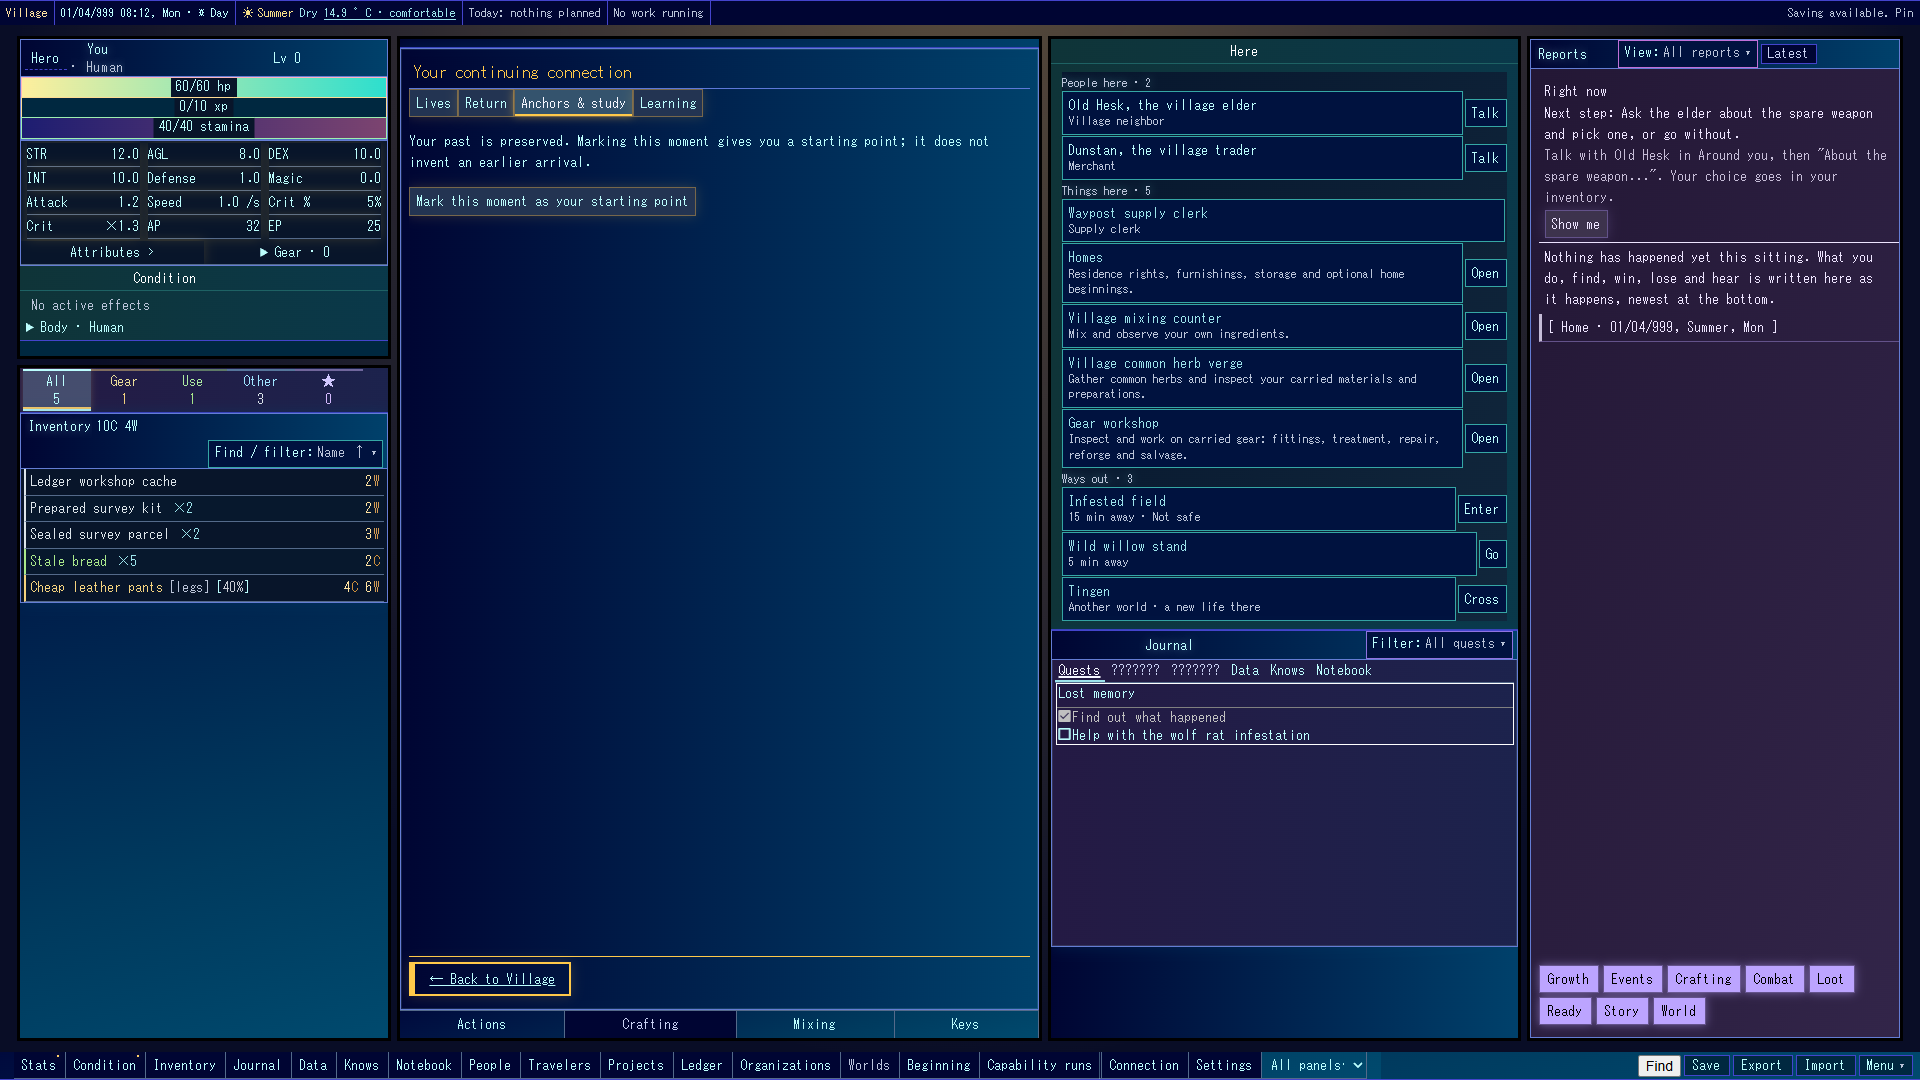 Village 01/04/999 08:12, Mon · ☀ Day ☀ Summer Dry 14.9 ° C · comfortable Today: nothing planned No work running Saving available. Pin
Hero · You
Human
Lv 0
60/60 hp
0/10 xp
40/40 stamina
STR 12.0 AGL 8.0 DEX 10.0
INT 10.0 Defense 1.0 Magic 0.0
Attack 1.2 Speed 1.0 /s Crit % 5%
Crit ×1.3 AP 32 EP 25
Attributes > ▶ Gear · 0
Condition
No active effects
▶ Body · Human
All Gear Use Other ★
5 1 1 3 0
Inventory 10C 4W
Find / filter: Name ↑ ▾
Ledger workshop cache 2W
Prepared survey kit ×2 2W
Sealed survey parcel ×2 3W
Stale bread ×5 2C
Cheap leather pants [legs] [40%] 4C 6W
Your continuing connection
Lives Return Anchors & study Learning
Your past is preserved. Marking this moment gives you a starting point; it does not
invent an earlier arrival.
Mark this moment as your starting point
← Back to Village
Actions Crafting Mixing Keys
Here
People here · 2
Old Hesk, the village elder
Village neighbor
Talk
Dunstan, the village trader
Merchant
Talk
Things here · 5
Waypost supply clerk
Supply clerk
Homes
Residence rights, furnishings, storage and optional home
beginnings.
Open
Village mixing counter
Mix and observe your own ingredients.
Open
Village common herb verge
Gather common herbs and inspect your carried materials and
preparations.
Open
Gear workshop
Inspect and work on carried gear: fittings, treatment, repair,
reforge and salvage.
Open
Ways out · 3
Infested field
15 min away · Not safe
Enter
Wild willow stand
5 min away
Go
Tingen
Another world · a new life there
Cross
Journal Filter: All quests ▾
Quests ??????? ??????? Data Knows Notebook
Lost memory
Find out what happened
Help with the wolf rat infestation
Reports View: All reports ▾ Latest
Right now
Next step: Ask the elder about the spare weapon
and pick one, or go without.
Talk with Old Hesk in Around you, then "About the
spare weapon...". Your choice goes in your
inventory.
Show me
Nothing has happened yet this sitting. What you
do, find, win, lose and hear is written here as
it happens, newest at the bottom.
[ Home · 01/04/999, Summer, Mon ]
Growth Events Crafting Combat Loot
Ready Story World
Stats Condition Inventory Journal Data Knows Notebook People Travelers Projects Ledger Organizations Worlds Beginning Capability runs Connection Settings All panels· Find Save Export Import Menu ▾